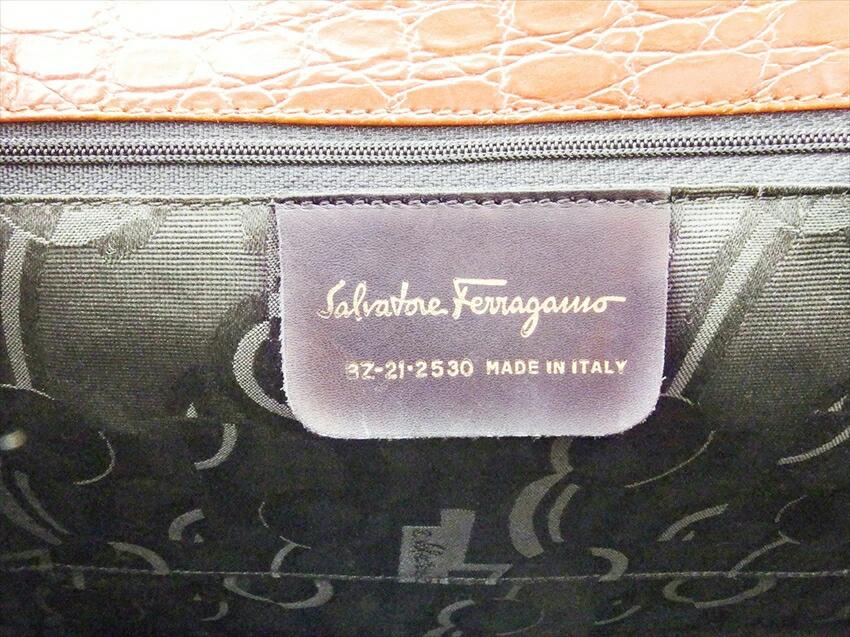 Salvatore Ferragamo
BZ-21·2530 MADE IN ITALY